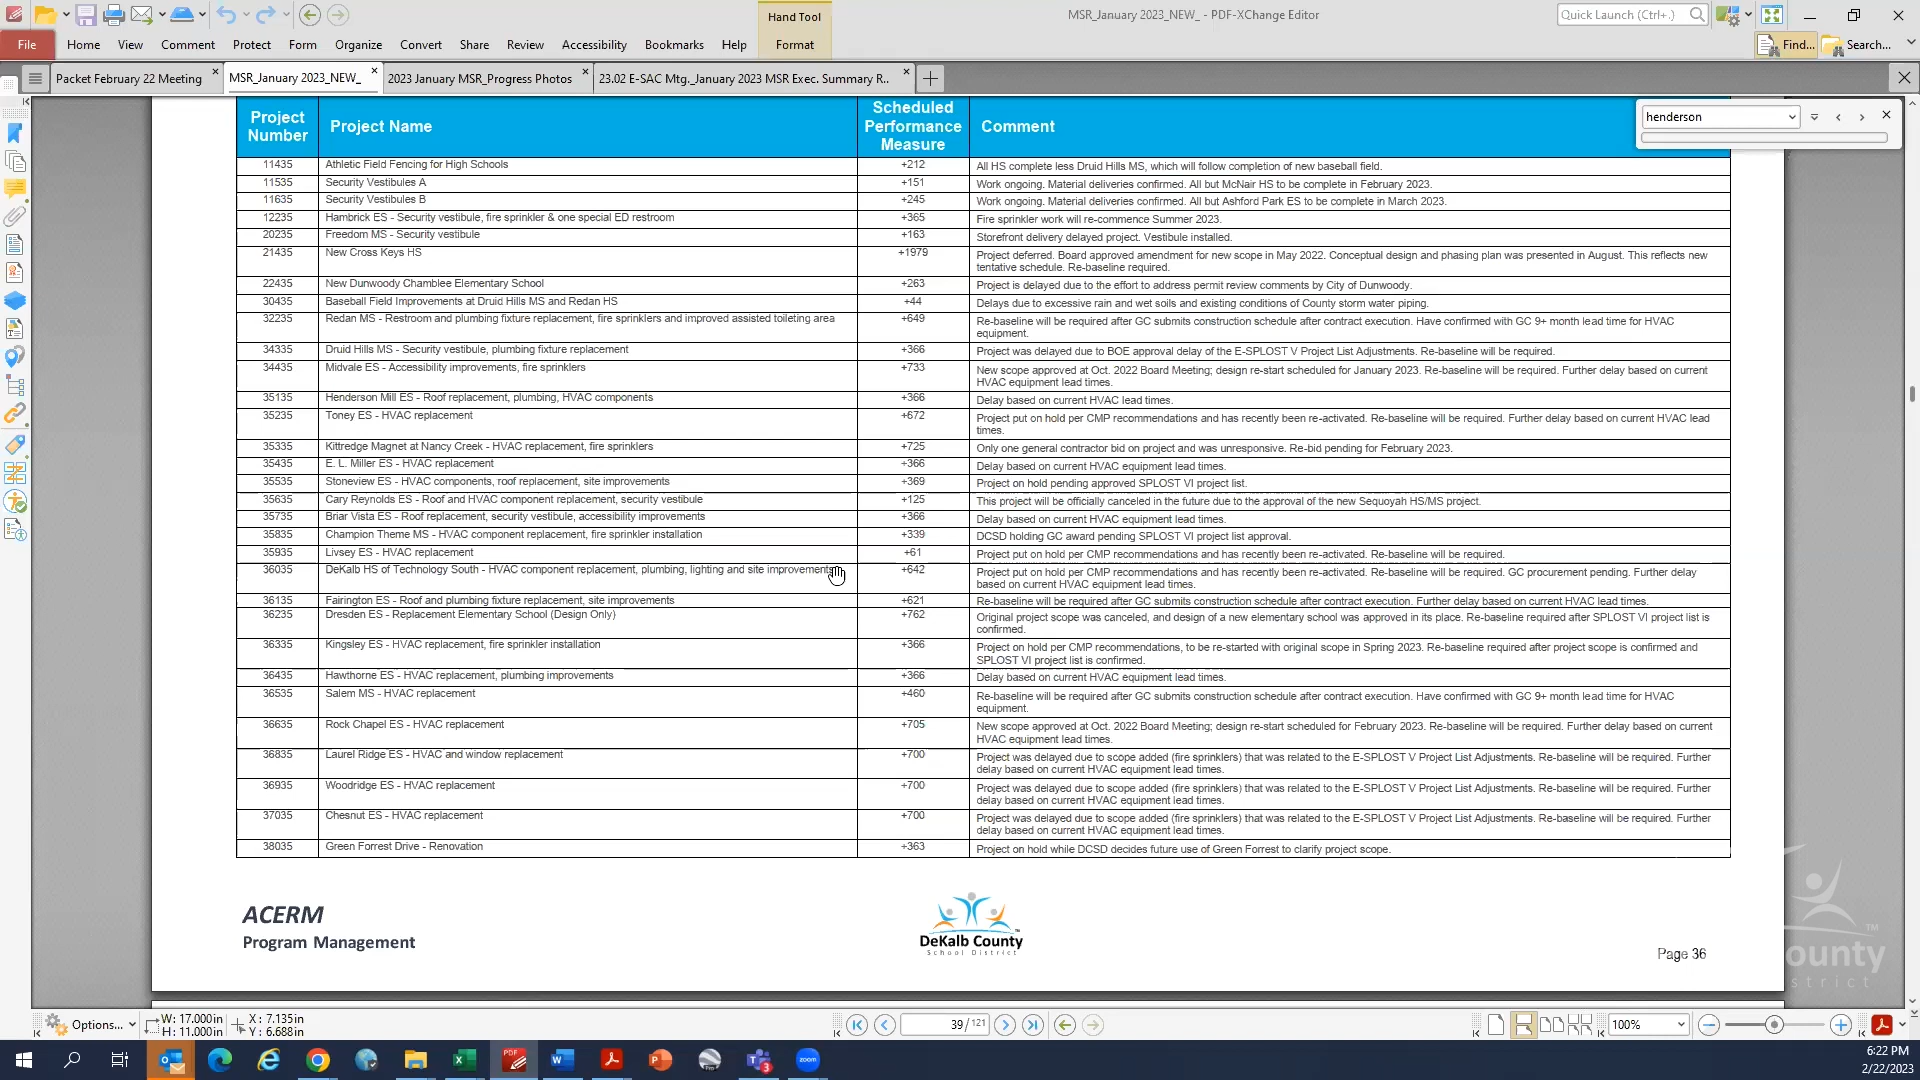 MSR_January 2023_NEW_ - PDF-XChange Editor
Hand Tool
Quick Launch (Ctrl+.)
File Home View Comment Protect Form Organize Convert Share Review Accessibility Bookmarks Help Format
Find... Search...
Packet February 22 Meeting MSR_January 2023_NEW_ 2023 January MSR_Progress Photos 23.02 E-SAC Mtg._January 2023 MSR Exec. Summary R..
henderson
Project Number Project Name Scheduled Performance Measure Comment
11435 Athletic Field Fencing for High Schools +212 All HS complete less Druid Hills MS, which will follow completion of new baseball field.
11535 Security Vestibules A +151 Work ongoing. Material deliveries confirmed. All but McNair HS to be complete in February 2023.
11635 Security Vestibules B +245 Work ongoing. Material deliveries confirmed. All but Ashford Park ES to be complete in March 2023.
12235 Hambrick ES - Security vestibule, fire sprinkler & one special ED restroom +365 Fire sprinkler work will re-commence Summer 2023.
20235 Freedom MS - Security vestibule +163 Storefront delivery delayed project. Vestibule installed.
21435 New Cross Keys HS +1979 Project deferred. Board approved amendment for new scope in May 2022. Conceptual design and phasing plan was presented in August. This reflects new
tentative schedule. Re-baseline required.
22435 New Dunwoody Chamblee Elementary School +263 Project is delayed due to the effort to address permit review comments by City of Dunwoody.
30435 Baseball Field Improvements at Druid Hills MS and Redan HS +44 Delays due to excessive rain and wet soils and existing conditions of County storm water piping.
32235 Redan MS - Restroom and plumbing fixture replacement, fire sprinklers and improved assisted toileting area +649 Re-baseline will be required after GC submits construction schedule after contract execution. Have confirmed with GC 9+ month lead time for HVAC
equipment.
34335 Druid Hills MS - Security vestibule, plumbing fixture replacement +366 Project was delayed due to BOE approval delay of the E-SPLOST V Project List Adjustments. Re-baseline will be required.
34435 Midvale ES - Accessibility improvements, fire sprinklers +733 New scope approved at Oct. 2022 Board Meeting; design re-start scheduled for January 2023. Re-baseline will be required. Further delay based on current
HVAC equipment lead times.
35135 Henderson Mill ES - Roof replacement, plumbing, HVAC components +366 Delay based on current HVAC lead times.
35235 Toney ES - HVAC replacement +672 Project put on hold per CMP recommendations and has recently been re-activated. Re-baseline will be required. Further delay based on current HVAC lead
times.
35335 Kittredge Magnet at Nancy Creek - HVAC replacement, fire sprinklers +725 Only one general contractor bid on project and was unresponsive. Re-bid pending for February 2023.
35435 E. L. Miller ES - HVAC replacement +366 Delay based on current HVAC equipment lead times.
35535 Stoneview ES - HVAC components, roof replacement, site improvements +369 Project on hold pending approved SPLOST VI project list.
35635 Cary Reynolds ES - Roof and HVAC component replacement, security vestibule +125 This project will be officially canceled in the future due to the approval of the new Sequoyah HS/MS project.
35735 Briar Vista ES - Roof replacement, security vestibule, accessibility improvements +366 Delay based on current HVAC equipment lead times.
35835 Champion Theme MS - HVAC component replacement, fire sprinkler installation +339 DCSD holding GC award pending SPLOST VI project list approval.
35935 Livsey ES - HVAC replacement +61 Project put on hold per CMP recommendations and has recently been re-activated. Re-baseline will be required.
36035 DeKalb HS of Technology South - HVAC component replacement, plumbing, lighting and site improvements +642 Project put on hold per CMP recommendations and has recently been re-activated. Re-baseline will be required. GC procurement pending. Further delay
based on current HVAC equipment lead times.
36135 Fairington ES - Roof and plumbing fixture replacement, site improvements +621 Re-baseline will be required after GC submits construction schedule after contract execution. Further delay based on current HVAC lead times.
36235 Dresden ES - Replacement Elementary School (Design Only) +762 Original project scope was canceled, and design of a new elementary school was approved in its place. Re-baseline required after SPLOST VI project list is
confirmed.
36335 Kingsley ES - HVAC replacement, fire sprinkler installation +366 Project on hold per CMP recommendations, to be re-started with original scope in Spring 2023. Re-baseline required after project scope is confirmed and
SPLOST VI project list is confirmed.
36435 Hawthorne ES - HVAC replacement, plumbing improvements +366 Delay based on current HVAC equipment lead times.
36535 Salem MS - HVAC replacement +460 Re-baseline will be required after GC submits construction schedule after contract execution. Have confirmed with GC 9+ month lead time for HVAC
equipment.
36635 Rock Chapel ES - HVAC replacement +705 New scope approved at Oct. 2022 Board Meeting; design re-start scheduled for February 2023. Re-baseline will be required. Further delay based on current
HVAC equipment lead times.
36835 Laurel Ridge ES - HVAC and window replacement +700 Project was delayed due to scope added (fire sprinklers) that was related to the E-SPLOST V Project List Adjustments. Re-baseline will be required. Further
delay based on current HVAC equipment lead times.
36935 Woodridge ES - HVAC replacement +700 Project was delayed due to scope added (fire sprinklers) that was related to the E-SPLOST V Project List Adjustments. Re-baseline will be required. Further
delay based on current HVAC equipment lead times.
37035 Chesnut ES - HVAC replacement +700 Project was delayed due to scope added (fire sprinklers) that was related to the E-SPLOST V Project List Adjustments. Re-baseline will be required. Further
delay based on current HVAC equipment lead times.
38035 Green Forrest Drive - Renovation +363 Project on hold while DCSD decides future use of Green Forrest to clarify project scope.
ACERM
Program Management
DeKalb County
School District
Page 36
ounty
strict
Options... W: 17.000in H: 11.000in X: 7.135in Y: 6.688in 39 / 121 100%
6:22 PM
2/22/2023